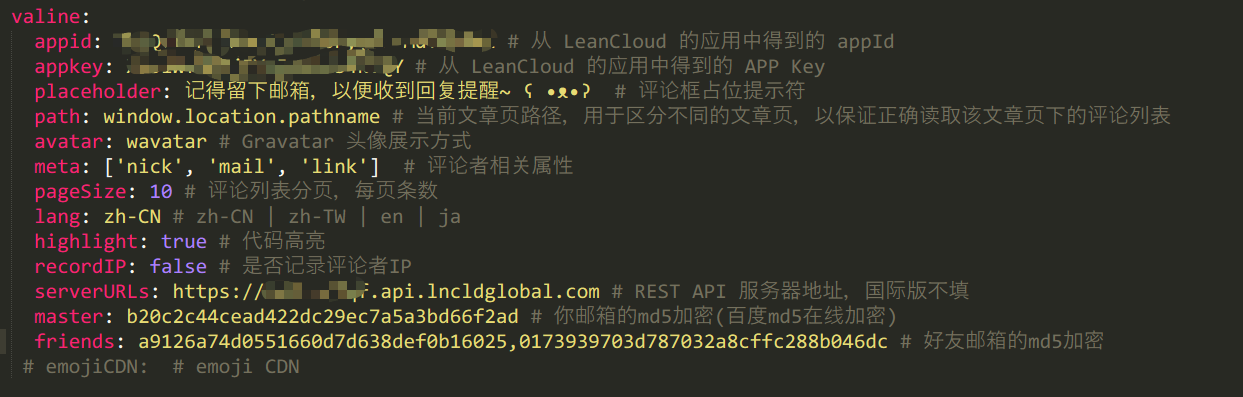 valine:
appid: # 从 LeanCloud 的应用中得到的 appId
appkey: # 从 LeanCloud 的应用中得到的 APP Key
placeholder: 记得留下邮箱，以便收到回复提醒~ ʕ •ᴥ•ʔ # 评论框占位提示符
path: window.location.pathname # 当前文章页路径，用于区分不同的文章页，以保证正确读取该文章页下的评论列表
avatar: wavatar # Gravatar 头像展示方式
meta: ['nick', 'mail', 'link'] # 评论者相关属性
pageSize: 10 # 评论列表分页，每页条数
lang: zh-CN # zh-CN | zh-TW | en | ja
highlight: true # 代码高亮
recordIP: false # 是否记录评论者IP
serverURLs: https:// f.api.lncldglobal.com # REST API 服务器地址，国际版不填
master: b20c2c44cead422dc29ec7a5a3bd66f2ad # 你邮箱的md5加密(百度md5在线加密)
friends: a9126a74d0551660d7d638def0b16025,0173939703d787032a8cffc288b046dc # 好友邮箱的md5加密
# emojiCDN: # emoji CDN